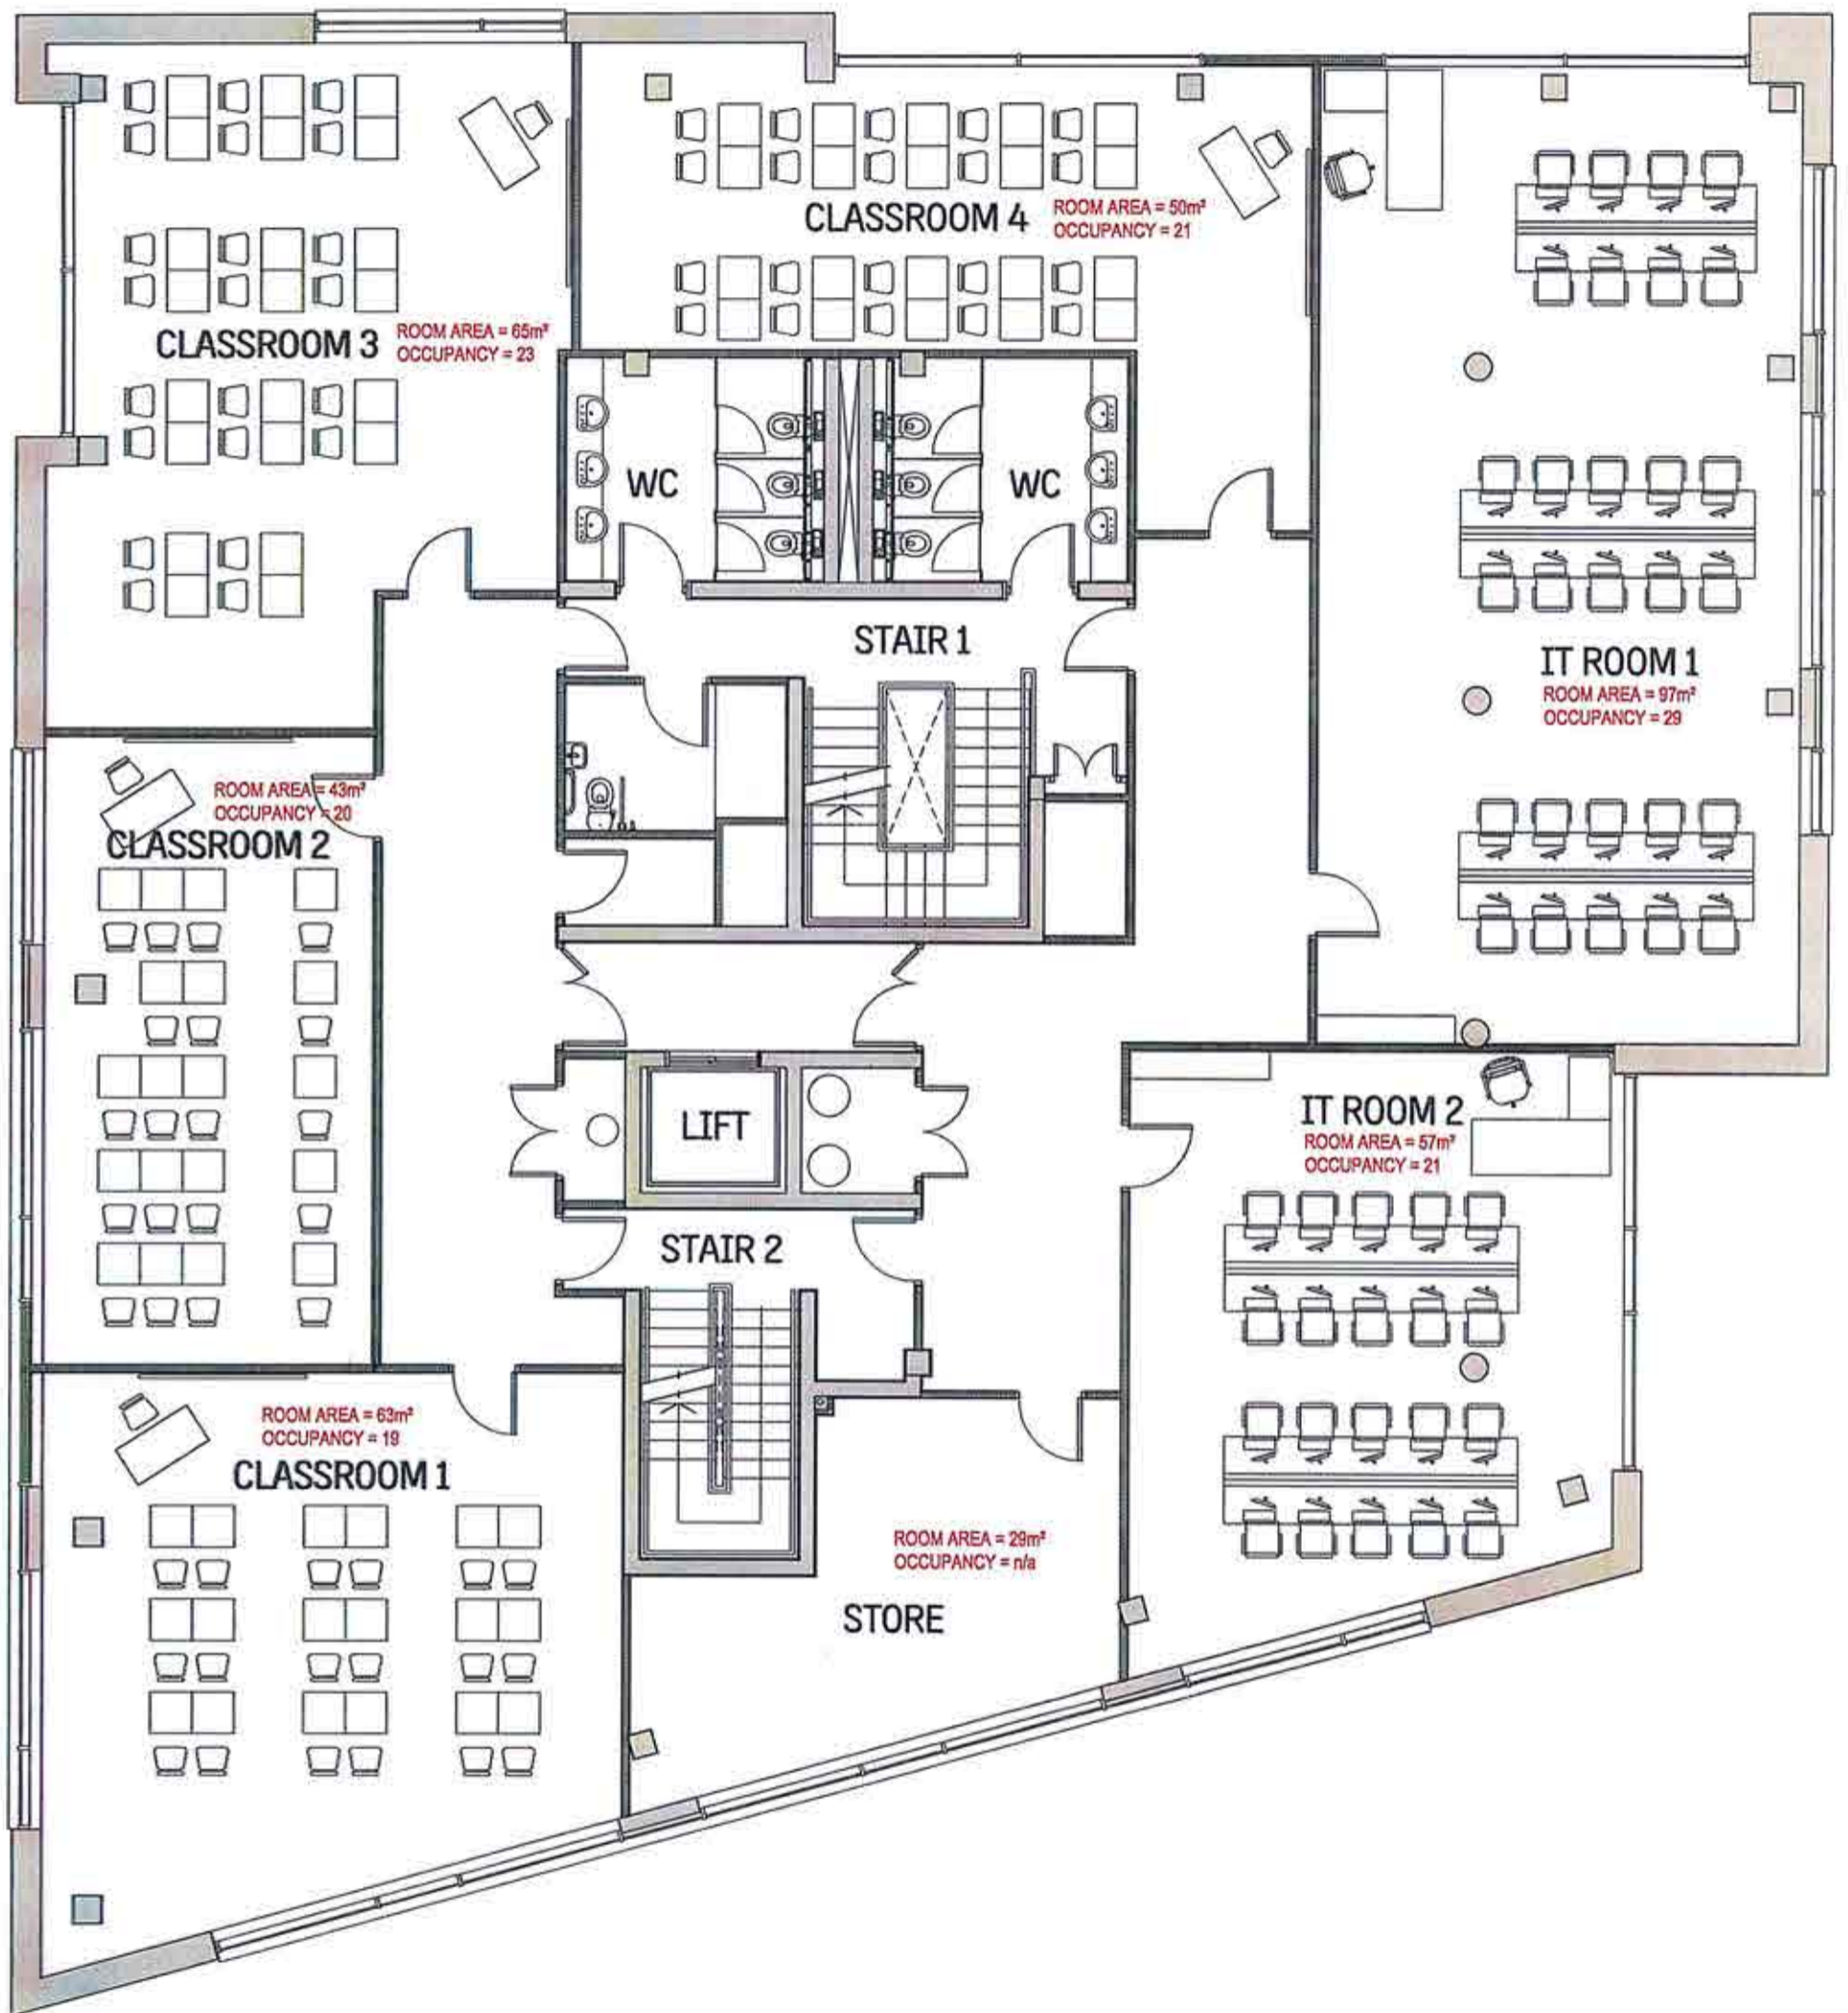 CLASSROOM 4
ROOM AREA = 50m²
OCCUPANCY = 21
CLASSROOM 3
ROOM AREA = 65m²
OCCUPANCY = 23
WC
WC
STAIR 1
IT ROOM 1
ROOM AREA = 97m²
OCCUPANCY = 29
ROOM AREA = 43m²
OCCUPANCY = 20
CLASSROOM 2
LIFT
IT ROOM 2
ROOM AREA = 57m²
OCCUPANCY = 21
STAIR 2
ROOM AREA = 63m²
OCCUPANCY = 19
CLASSROOM 1
ROOM AREA = 29m²
OCCUPANCY = n/a
STORE